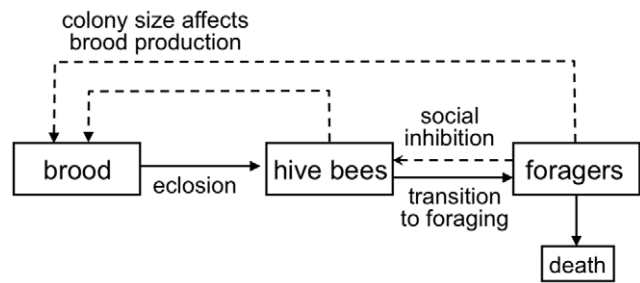 colony size affects
brood production
social
inhibition
brood
hive bees
foragers
eclosion
transition
to foraging
death